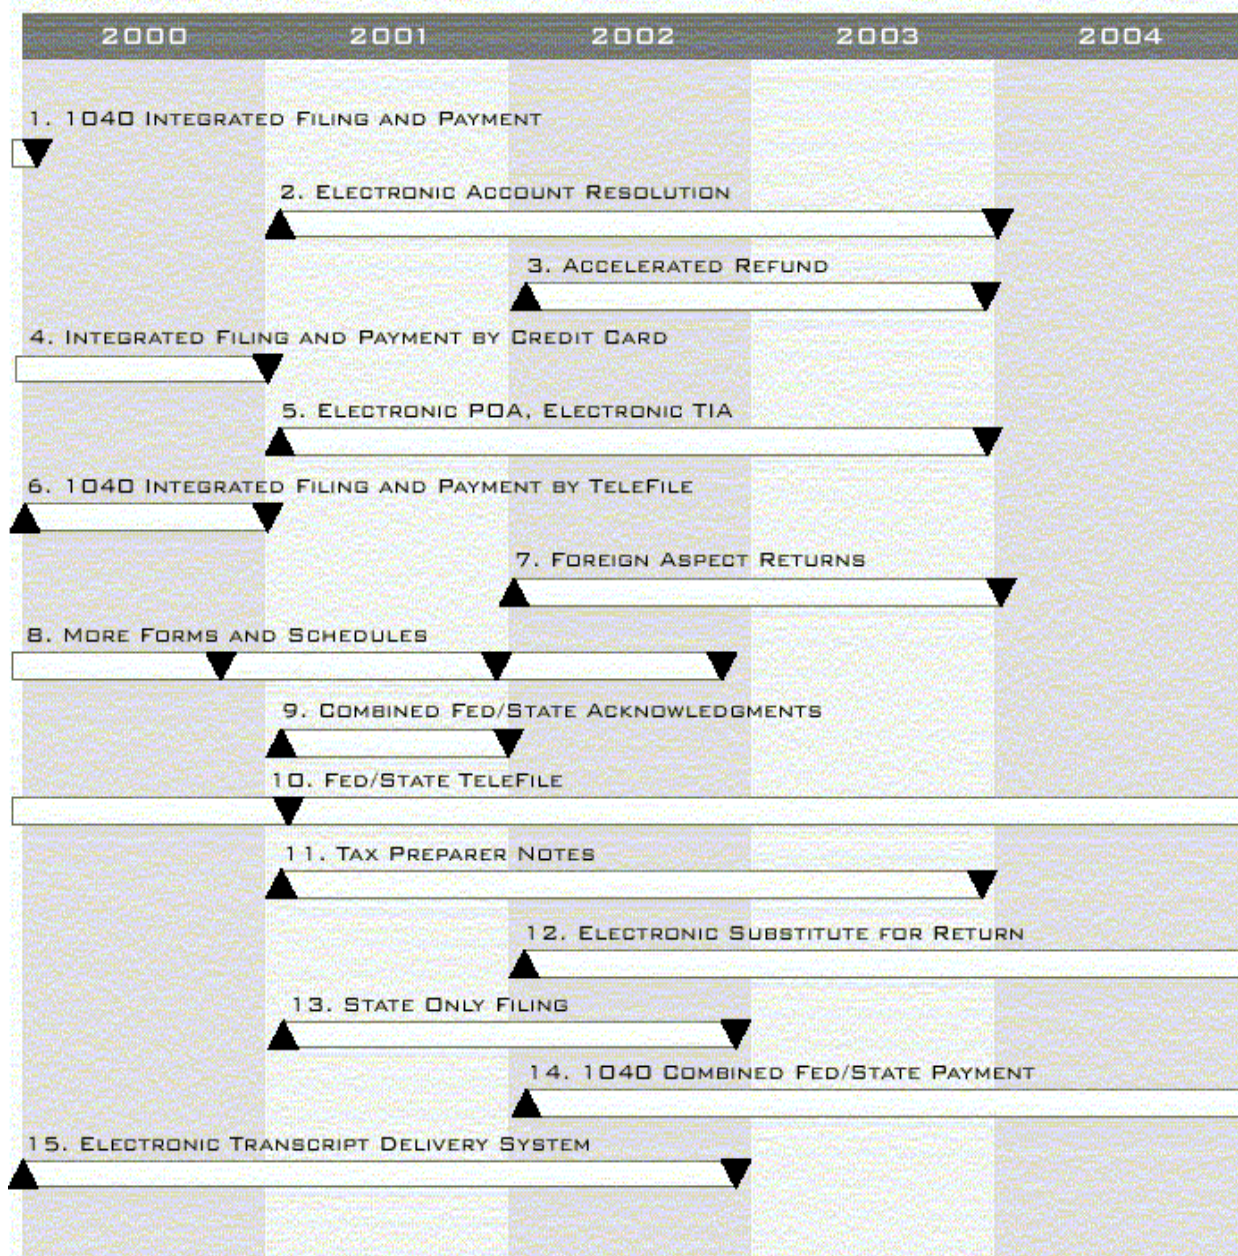 2000 2001 2002 2003 2004
1. 1040 Integrated Filing and Payment
2. Electronic Account Resolution
3. Accelerated Refund
4. Integrated Filing and Payment by Credit Card
5. Electronic POA, Electronic TIA
6. 1040 Integrated Filing and Payment by TeleFile
7. Foreign Aspect Returns
8. More Forms and Schedules
9. Combined Fed/State Acknowledgments
10. Fed/State TeleFile
11. Tax Preparer Notes
12. Electronic Substitute for Return
13. State Only Filing
14. 1040 Combined Fed/State Payment
15. Electronic Transcript Delivery System